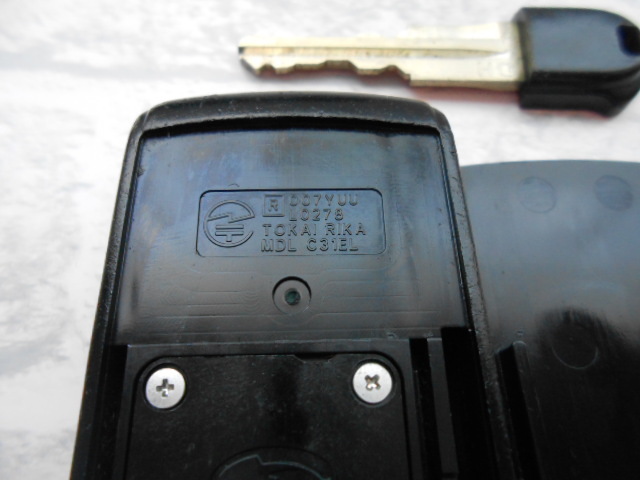 R 007YUU
L0278
TOKAI RIKA
MDL C31EL